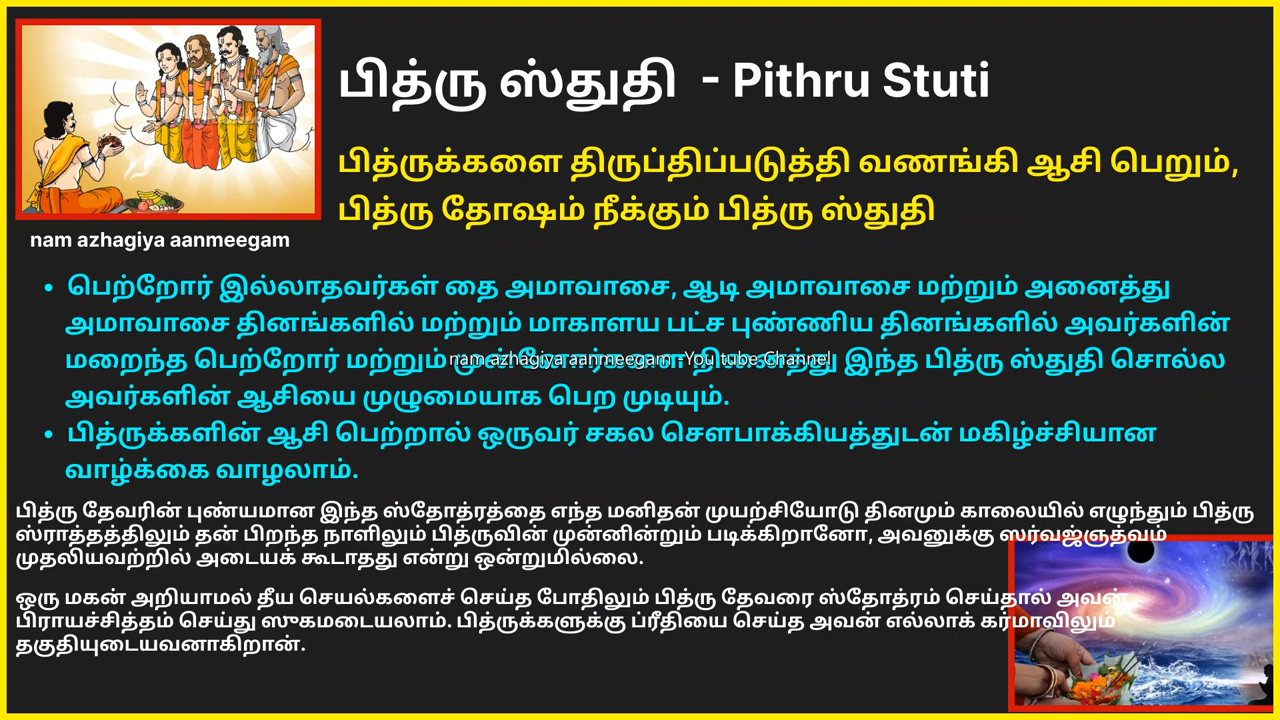 பித்ரு ஸ்துதி - Pithru Stuti
பித்ருக்களை திருப்திப்படுத்தி வணங்கி ஆசி பெறும்,
பித்ரு தோஷம் நீக்கும் பித்ரு ஸ்துதி
nam azhagiya aanmeegam
• பெற்றோர் இல்லாதவர்கள் தை அமாவாசை, ஆடி அமாவாசை மற்றும் அனைத்து
அமாவாசை தினங்களில் மற்றும் மாகாளய பட்ச புண்ணிய தினங்களில் அவர்களின்
மறைந்த பெற்றோர் மற்றும் இந்த பித்ரு ஸ்துதி சொல்ல
nam azhagiya aanmeegam -You tube Channel
அவர்களின் ஆசியை முழுமையாக பெற முடியும்.
• பித்ருக்களின் ஆசி பெற்றால் ஒருவர் சகல சௌபாக்கியத்துடன் மகிழ்ச்சியான
வாழ்க்கை வாழலாம்.
பித்ரு தேவரின் புண்யமான இந்த ஸ்தோத்ரத்தை எந்த மனிதன் முயற்சியோடு தினமும் காலையில் எழுந்தும் பித்ரு
ஸ்ராத்தத்திலும் தன் பிறந்த நாளிலும் பித்ருவின் முன்னின்றும் படிக்கிறானோ, அவனுக்கு ஸர்வஜ்ஞத்வம்
முதலியவற்றில் அடையக் கூடாதது என்று ஒன்றுமில்லை.
ஒரு மகன் அறியாமல் தீய செயல்களைச் செய்த போதிலும் பித்ரு தேவரை ஸ்தோத்ரம் செய்தால் அவன்
பிராயச்சித்தம் செய்து ஸுகமடையலாம். பித்ருக்களுக்கு ப்ரீதியை செய்த அவன் எல்லாக் கர்மாவிலும்
தகுதியுடையவனாகிறான்.